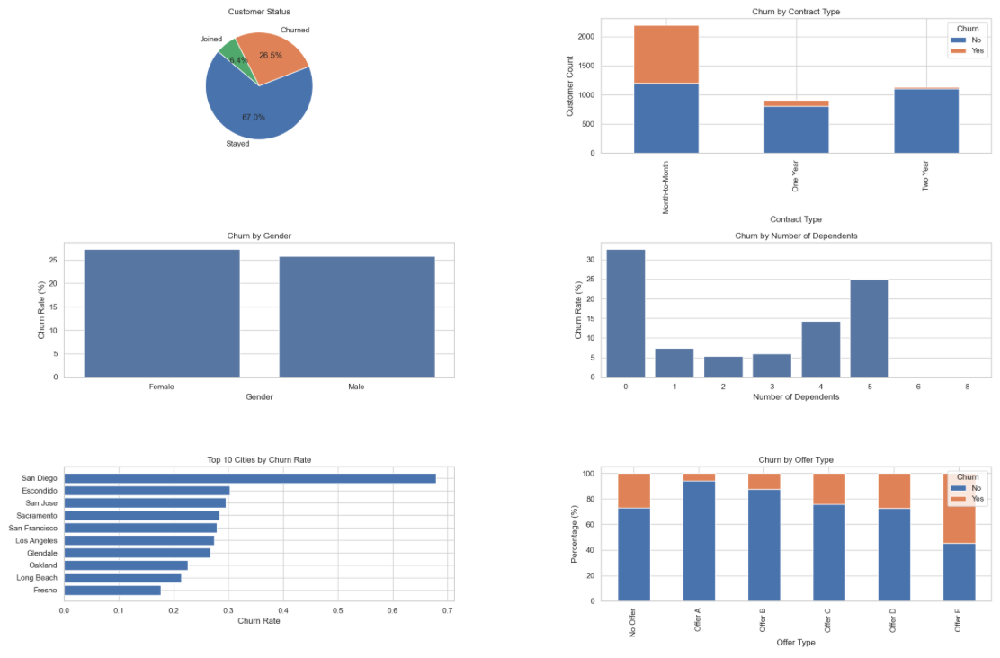 Customer Status
Joined
Churned
6.4%
26.5%
67.0%
Stayed
Churn by Contract Type
Customer Count
2000
1500
1000
500
0
Churn
No
Yes
Month-to-Month
One Year
Two Year
Contract Type
Churn by Gender
Churn Rate (%)
25
20
15
10
5
0
Female
Male
Gender
Churn by Number of Dependents
Churn Rate (%)
30
25
20
15
10
5
0
0
1
2
3
4
5
6
8
Number of Dependents
Top 10 Cities by Churn Rate
San Diego
Escondido
San Jose
Sacramento
San Francisco
Los Angeles
Glendale
Oakland
Long Beach
Fresno
0.0
0.1
0.2
0.3
0.4
0.5
0.6
0.7
Churn Rate
Churn by Offer Type
Percentage (%)
100
80
60
40
20
0
Churn
No
Yes
No Offer
Offer A
Offer B
Offer C
Offer D
Offer E
Offer Type